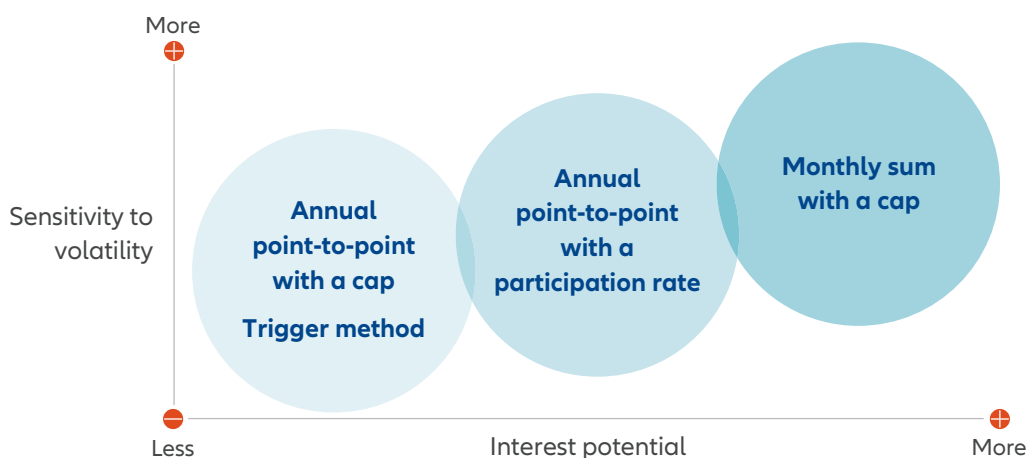 More
Sensitivity to
volatility
Annual
point-to-point
with a cap
Trigger method
Annual
point-to-point
with a
participation rate
Monthly sum
with a cap
Less
Interest potential
More